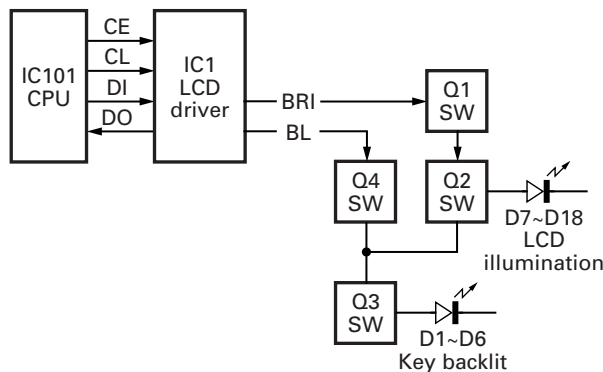 IC101
CPU
CE
CL
DI
DO
IC1
LCD
driver
BRI
BL
Q1
SW
Q4
SW
Q2
SW
D7~D18
LCD
illumination
Q3
SW
D1~D6
Key backlit